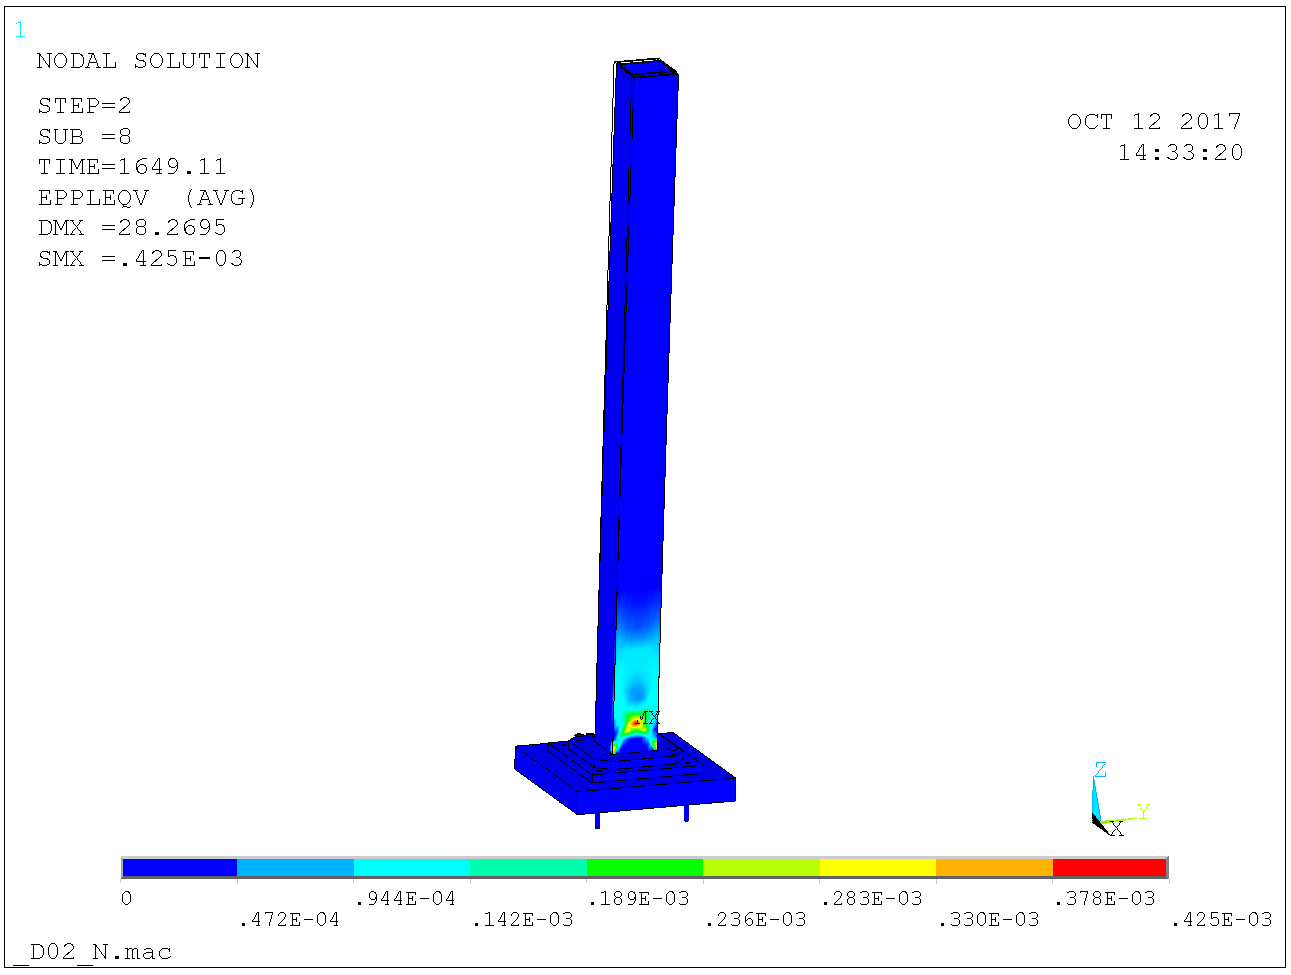 1
NODAL SOLUTION
STEP=2
SUB =8
TIME=1649.11
EPPLEQV (AVG)
DMX =28.2695
SMX =.425E-03
OCT 12 2017
14:33:20
MX
Z
Y
X
0
.472E-04
.944E-04
.142E-03
.189E-03
.236E-03
.283E-03
.330E-03
.378E-03
.425E-03
_D02_N.mac